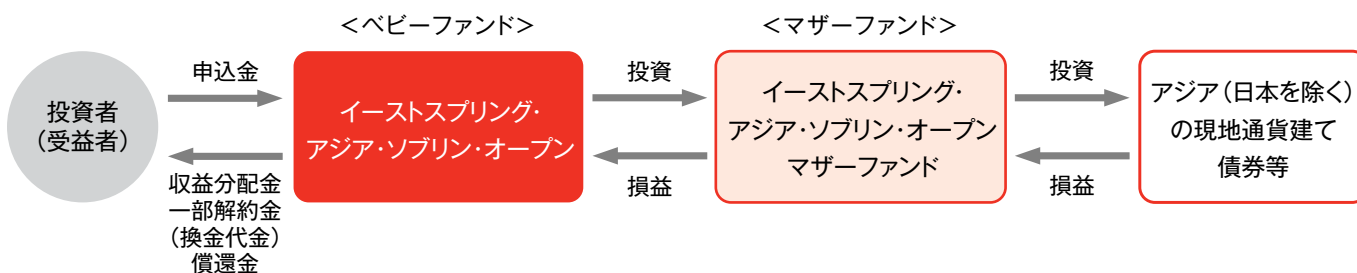 <ベビーファンド>
<マザーファンド>
投資者
(受益者)
申込金
収益分配金
一部解約金
(換金代金)
償還金
イーストスプリング・
アジア・ソブリン・オープン
投資
損益
イーストスプリング・
アジア・ソブリン・オープン
マザーファンド
投資
損益
アジア(日本を除く)
の現地通貨建て
債券等